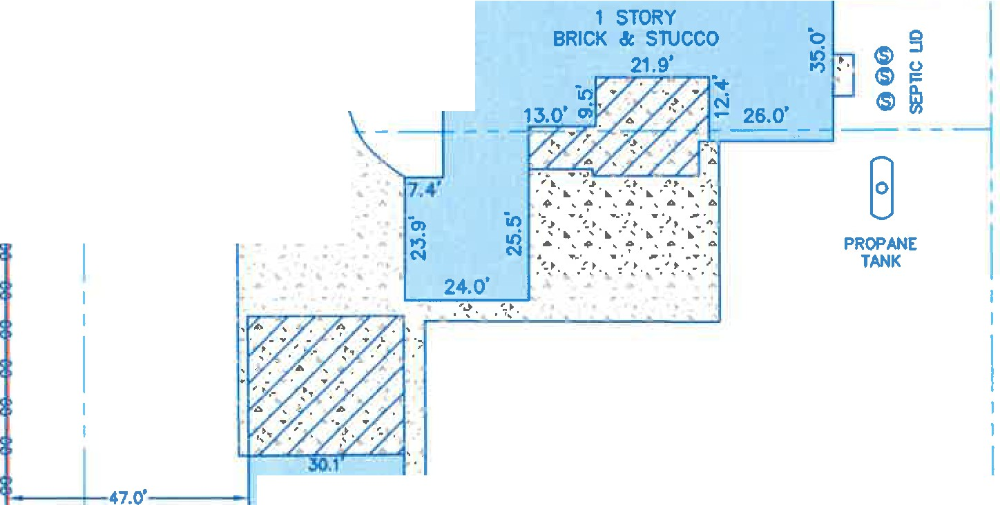 1 STORY
BRICK & STUCCO
21.9'
35.0'
SEPTIC LID
S
S
S
9.5'
12.4'
13.0'
26.0'
7.4'
23.9'
25.5'
PROPANE
TANK
24.0'
30.1'
47.0'